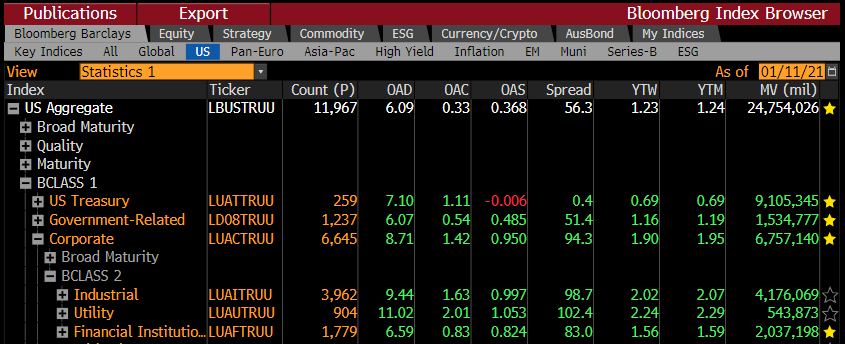 Publications Export Bloomberg Index Browser
Bloomberg Barclays Equity Strategy Commodity ESG Currency/Crypto AusBond My Indices
Key Indices All Global US Pan-Euro Asia-Pac High Yield Inflation EM Muni Series-B ESG
View Statistics 1 As of 01/11/21
Index Ticker Count (P) OAD OAC OAS Spread YTW YTM MV (mil)
US Aggregate LBUSTRUU 11,967 6.09 0.33 0.368 56.3 1.23 1.24 24,754,026
Broad Maturity
Quality
Maturity
BCLASS 1
US Treasury LUATTRUU 259 7.10 1.11 -0.006 0.4 0.69 0.69 9,105,345
Government-Related LD08TRUU 1,237 6.07 0.54 0.485 51.4 1.16 1.19 1,534,777
Corporate LUACTRUU 6,645 8.71 1.42 0.950 94.3 1.90 1.95 6,757,140
Broad Maturity
BCLASS 2
Industrial LUAITRUU 3,962 9.44 1.63 0.997 98.7 2.02 2.07 4,176,069
Utility LUAUTRUU 904 11.02 2.01 1.053 102.4 2.24 2.29 543,873
Financial Institutio... LUAFTRUU 1,779 6.59 0.83 0.824 83.0 1.56 1.59 2,037,198